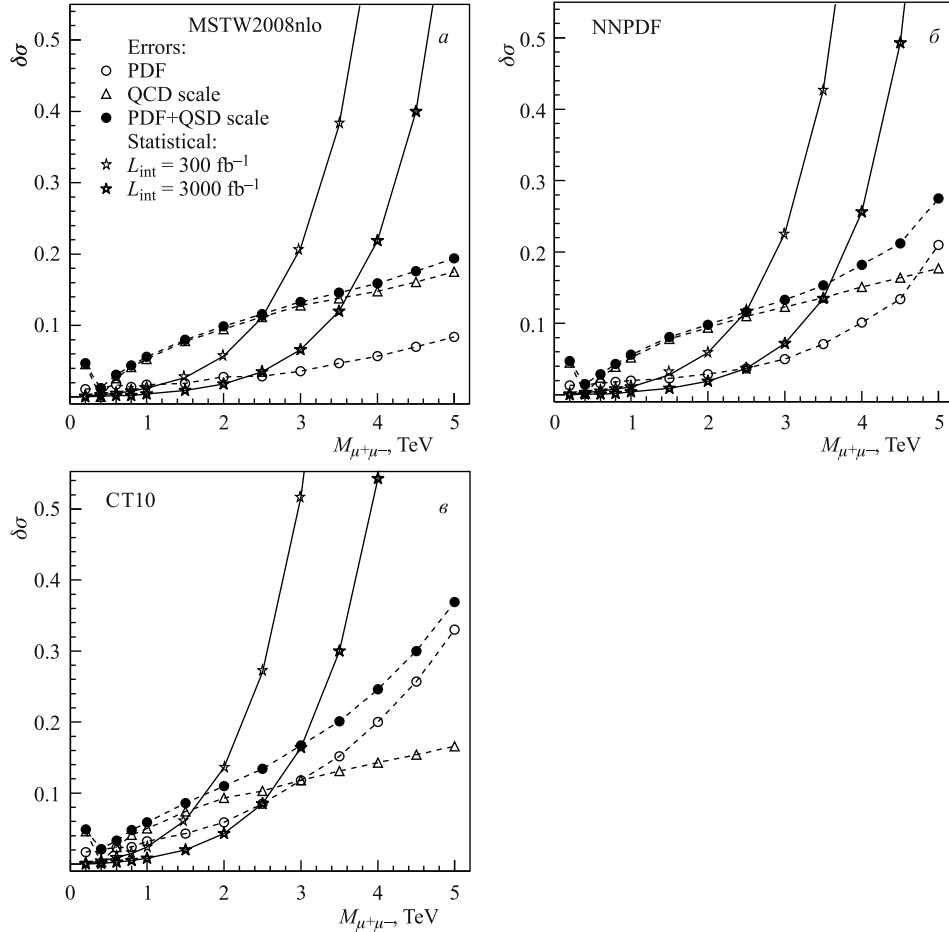 MSTW2008nlo
а
Errors:
PDF
QCD scale
PDF+QSD scale
Statistical:
L_int = 300 fb⁻¹
L_int = 3000 fb⁻¹
δσ
0.5
0.4
0.3
0.2
0.1
0 1 2 3 4 5
M_μ+μ−, TeV
NNPDF
б
δσ
0.5
0.4
0.3
0.2
0.1
0 1 2 3 4 5
M_μ+μ−, TeV
CT10
в
δσ
0.5
0.4
0.3
0.2
0.1
0 1 2 3 4 5
M_μ+μ−, TeV